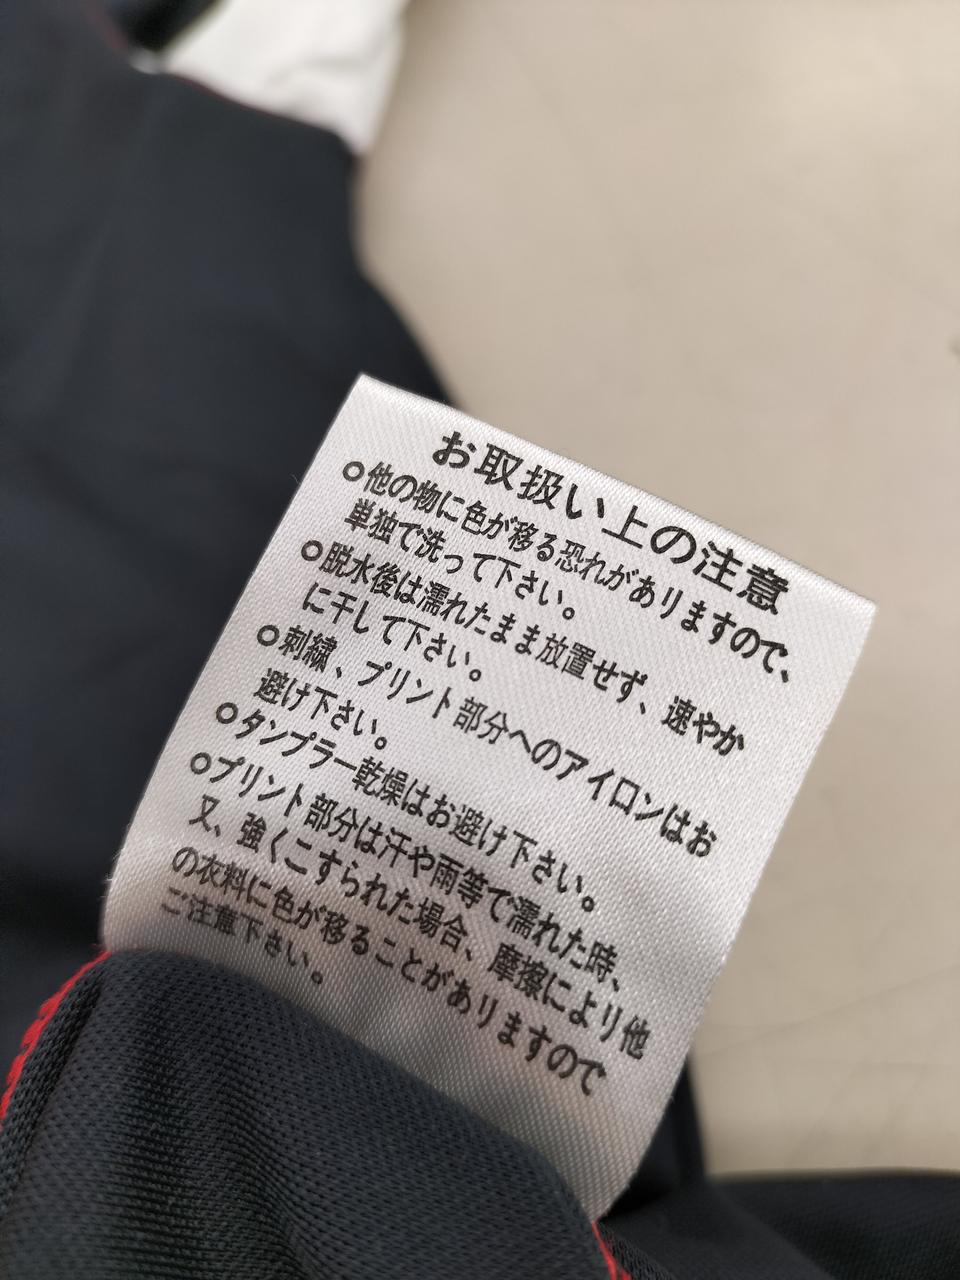 お取扱い上の注意
○他の物に色が移る恐れがありますので、
単独で洗って下さい。
○脱水後は濡れたまま放置せず、速やか
に干して下さい。
○刺繍、プリント部分へのアイロンはお
避け下さい。
○タンプラー乾燥はお避け下さい。
○プリント部分は汗や雨等で濡れた時、
又、強くこすられた場合、摩擦により他
の衣料に色が移ることがありますので
ご注意下さい。